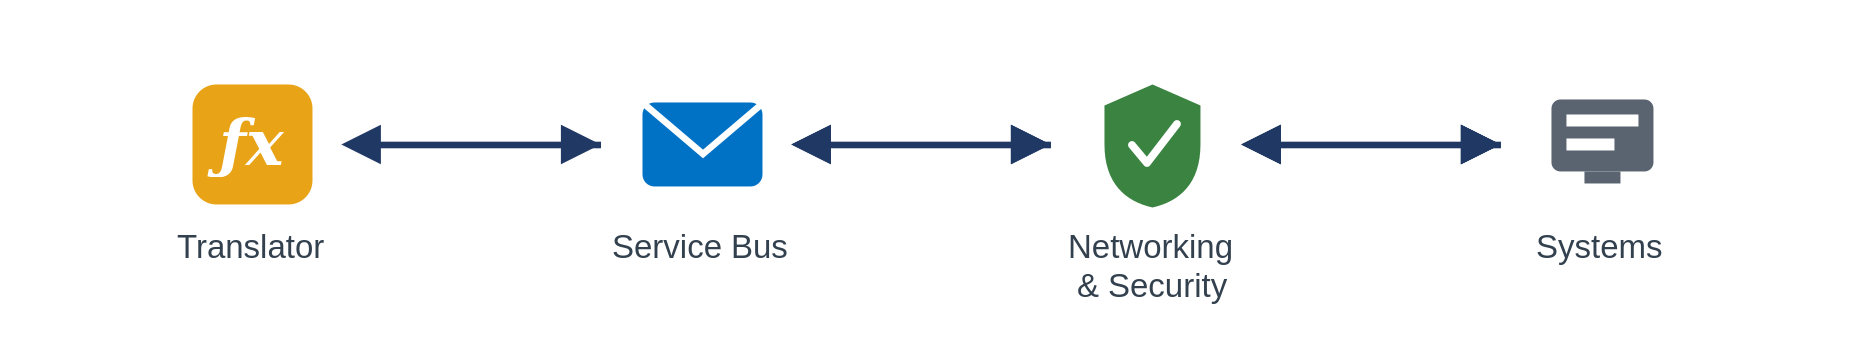 fx
Translator
Service Bus
Networking
& Security
Systems